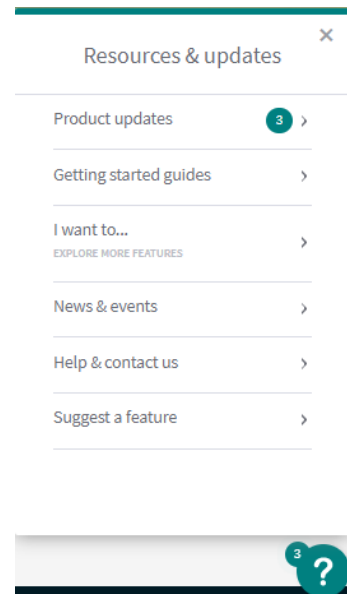 ×
Resources & updates
Product updates 3 ›
Getting started guides ›
I want to... ›
EXPLORE MORE FEATURES
News & events ›
Help & contact us ›
Suggest a feature ›
3
?